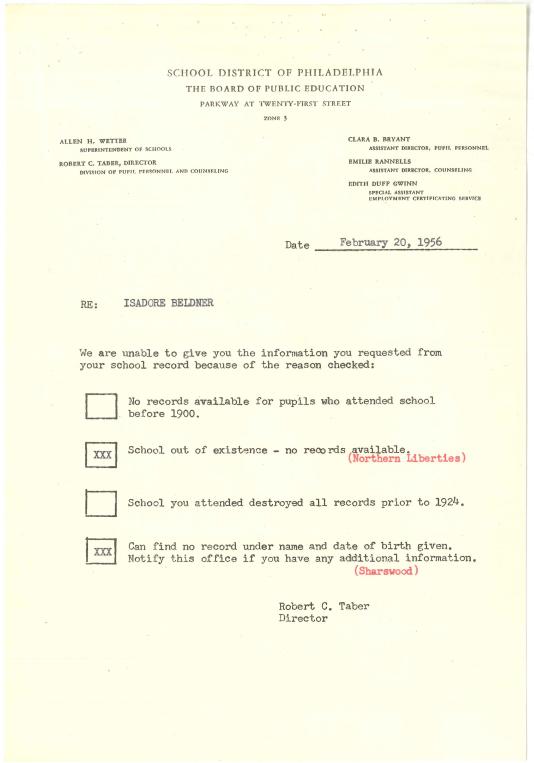 SCHOOL DISTRICT OF PHILADELPHIA
THE BOARD OF PUBLIC EDUCATION
PARKWAY AT TWENTY-FIRST STREET
ZONE 3
ALLEN H. WETTER
SUPERINTENDENT OF SCHOOLS
ROBERT C. TABER, DIRECTOR
DIVISION OF PUPIL PERSONNEL AND COUNSELING
CLARA B. BRYANT
ASSISTANT DIRECTOR, PUPIL PERSONNEL
EMILIE RANNELLS
ASSISTANT DIRECTOR, COUNSELING
EDITH DUFF GWINN
SPECIAL ASSISTANT
EMPLOYMENT CERTIFICATING SERVICE
Date February 20, 1956
RE: ISADORE BELDNER
We are unable to give you the information you requested from
your school record because of the reason checked:
No records available for pupils who attended school
before 1900.
XXX School out of existence - no records available.
(Northern Liberties)
School you attended destroyed all records prior to 1924.
XXX Can find no record under name and date of birth given.
Notify this office if you have any additional information.
(Sharswood)
Robert C. Taber
Director